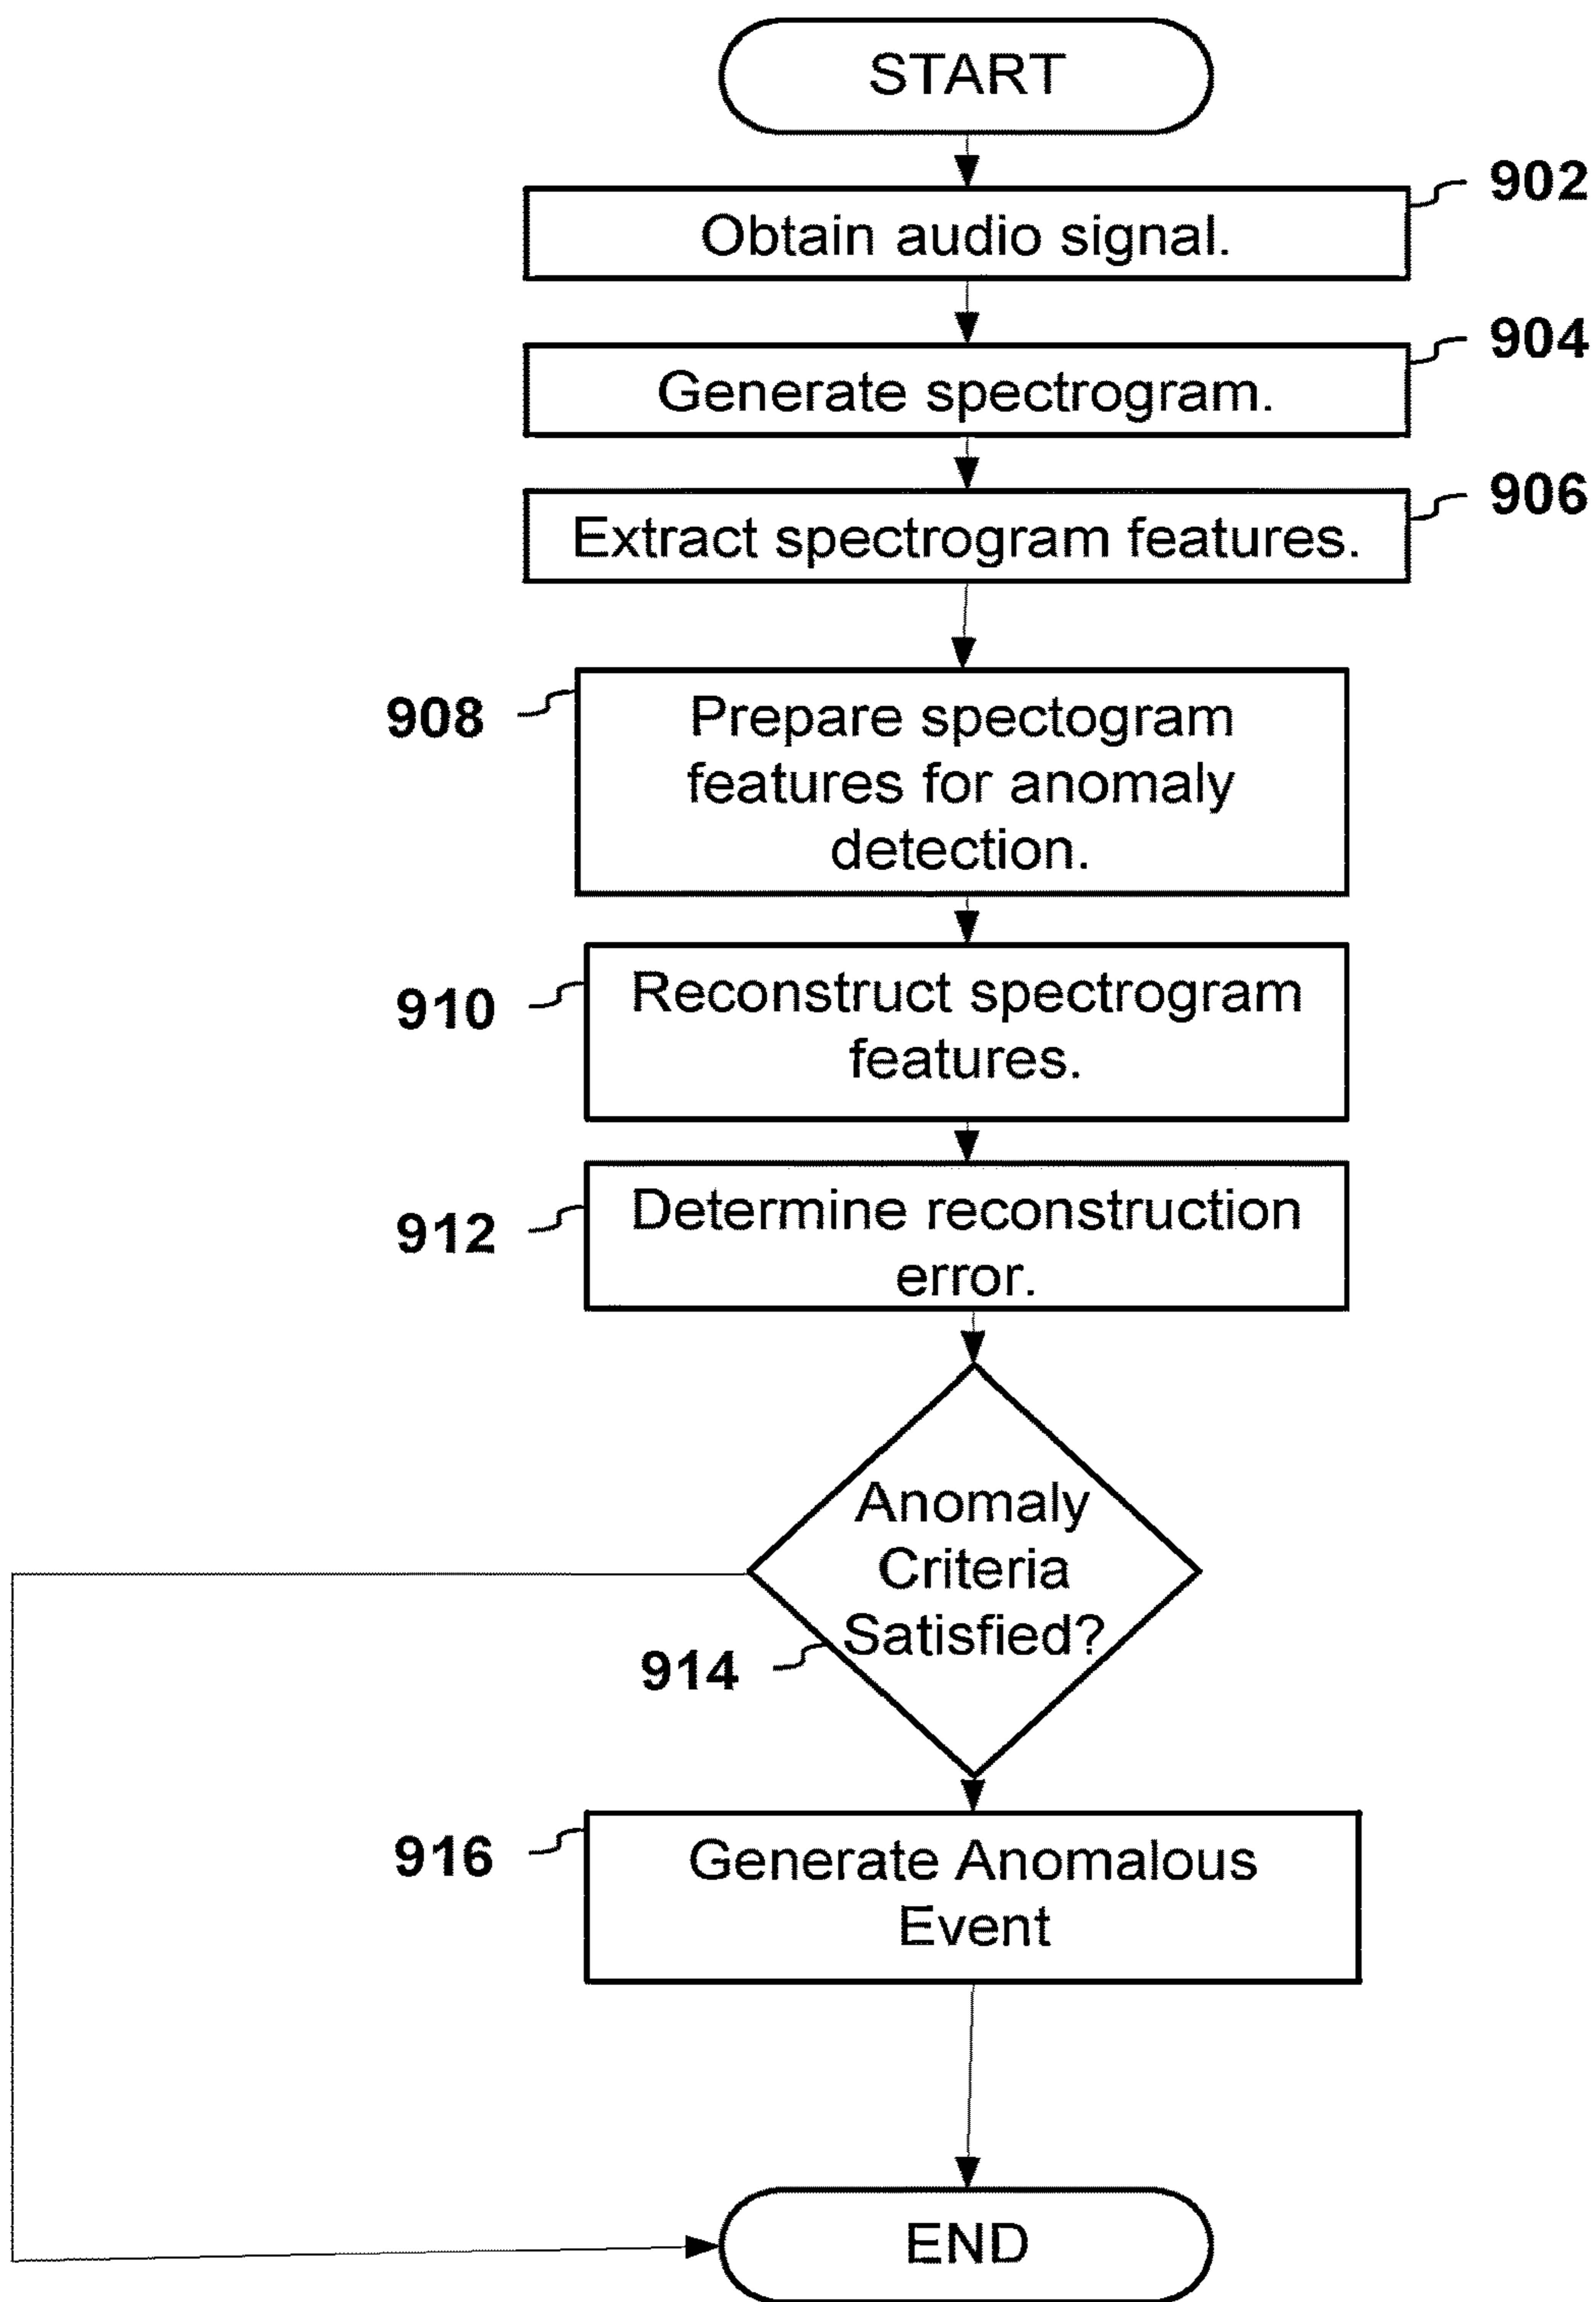 START
902
Obtain audio signal.
904
Generate spectrogram.
906
Extract spectrogram features.
908
Prepare spectogram
features for anomaly
detection.
910
Reconstruct spectrogram
features.
912
Determine reconstruction
error.
Anomaly
Criteria
Satisfied?
914
916
Generate Anomalous
Event
END